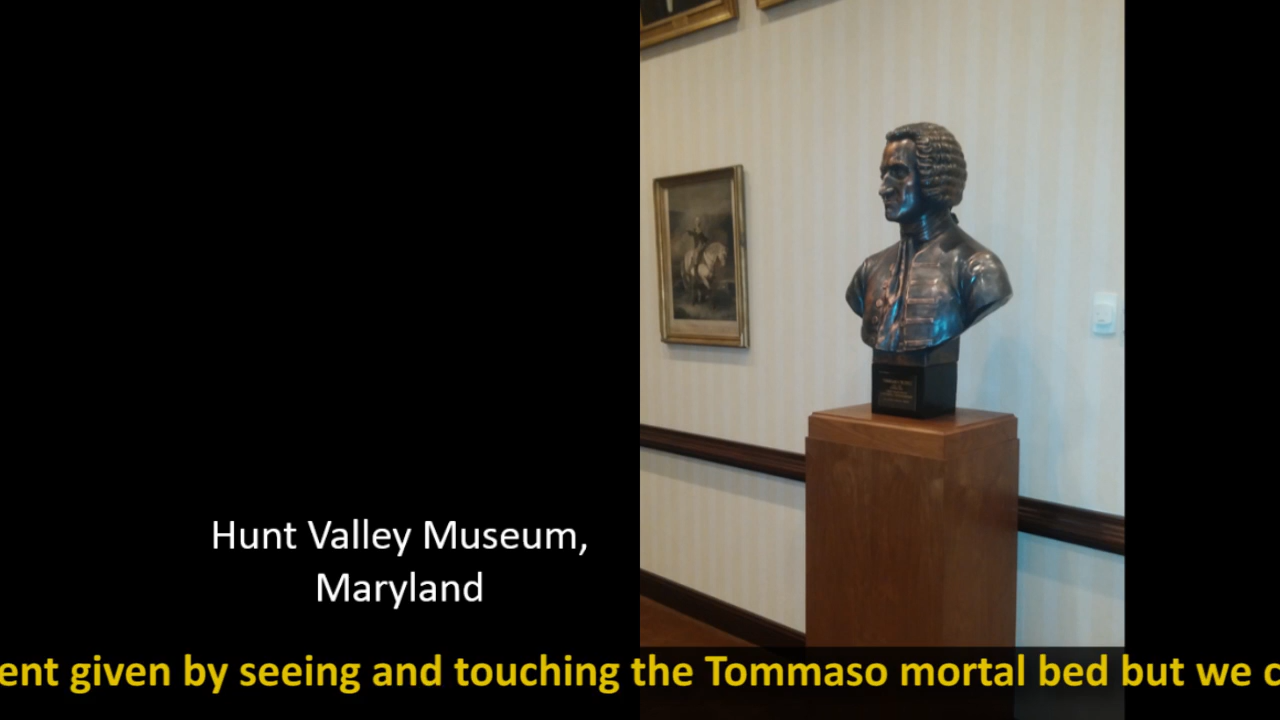 Hunt Valley Museum,
Maryland
ent given by seeing and touching the Tommaso mortal bed but we c